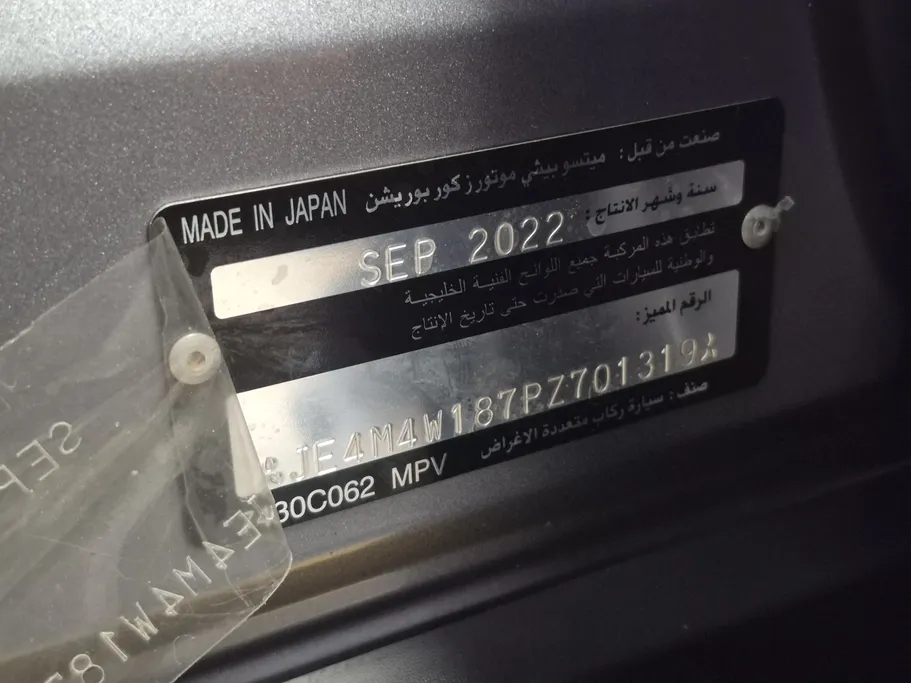 صنعت من قبل: ميتسوبيشي موتورز كوربوريشن MADE IN JAPAN
سنة وشهر الانتاج: SEP 2022
تطابق هذه المركبة جميع اللوائح الفنية الخليجية
والوطنية للسيارات التي صدرت حتى تاريخ الإنتاج
الرقم المميز:
JE4M4W187PZ701319
صنف: سيارة ركاب متعددة الاغراض
30C062 MPV
SEP
E4M4W187